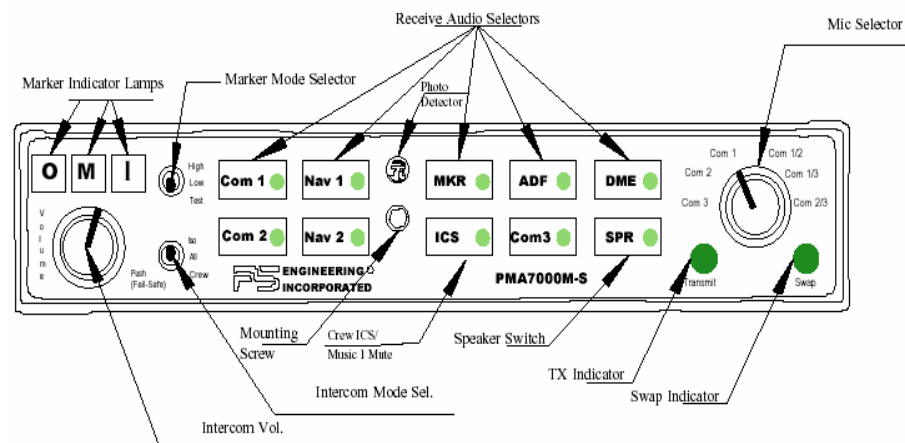 Receive Audio Selectors
Mic Selector
Marker Indicator Lamps
Marker Mode Selector
Photo
Detector
O M I
High
Low
Test
Com 1
Nav 1
MKR
ADF
DME
Com 1
Com 2
Com 3
Com 1/2
Com 1/3
Com 2/3
Volume
Iso
All
Crew
Push
(Fail-Safe)
Com 2
Nav 2
ICS
Com3
SPR
PS ENGINEERING
INCORPORATED
PMA7000M-S
Transmit
Swap
Mounting
Screw
Crew ICS/
Music 1 Mute
Speaker Switch
TX Indicator
Swap Indicator
Intercom Mode Sel.
Intercom Vol.